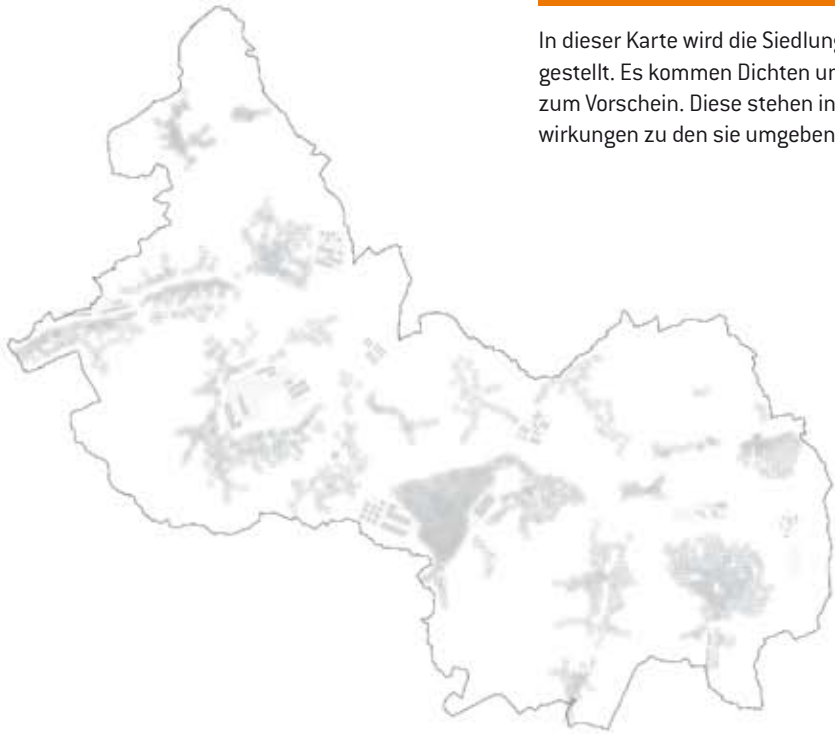 In dieser Karte wird die Siedlung
gestellt. Es kommen Dichten un
zum Vorschein. Diese stehen in
wirkungen zu den sie umgeben